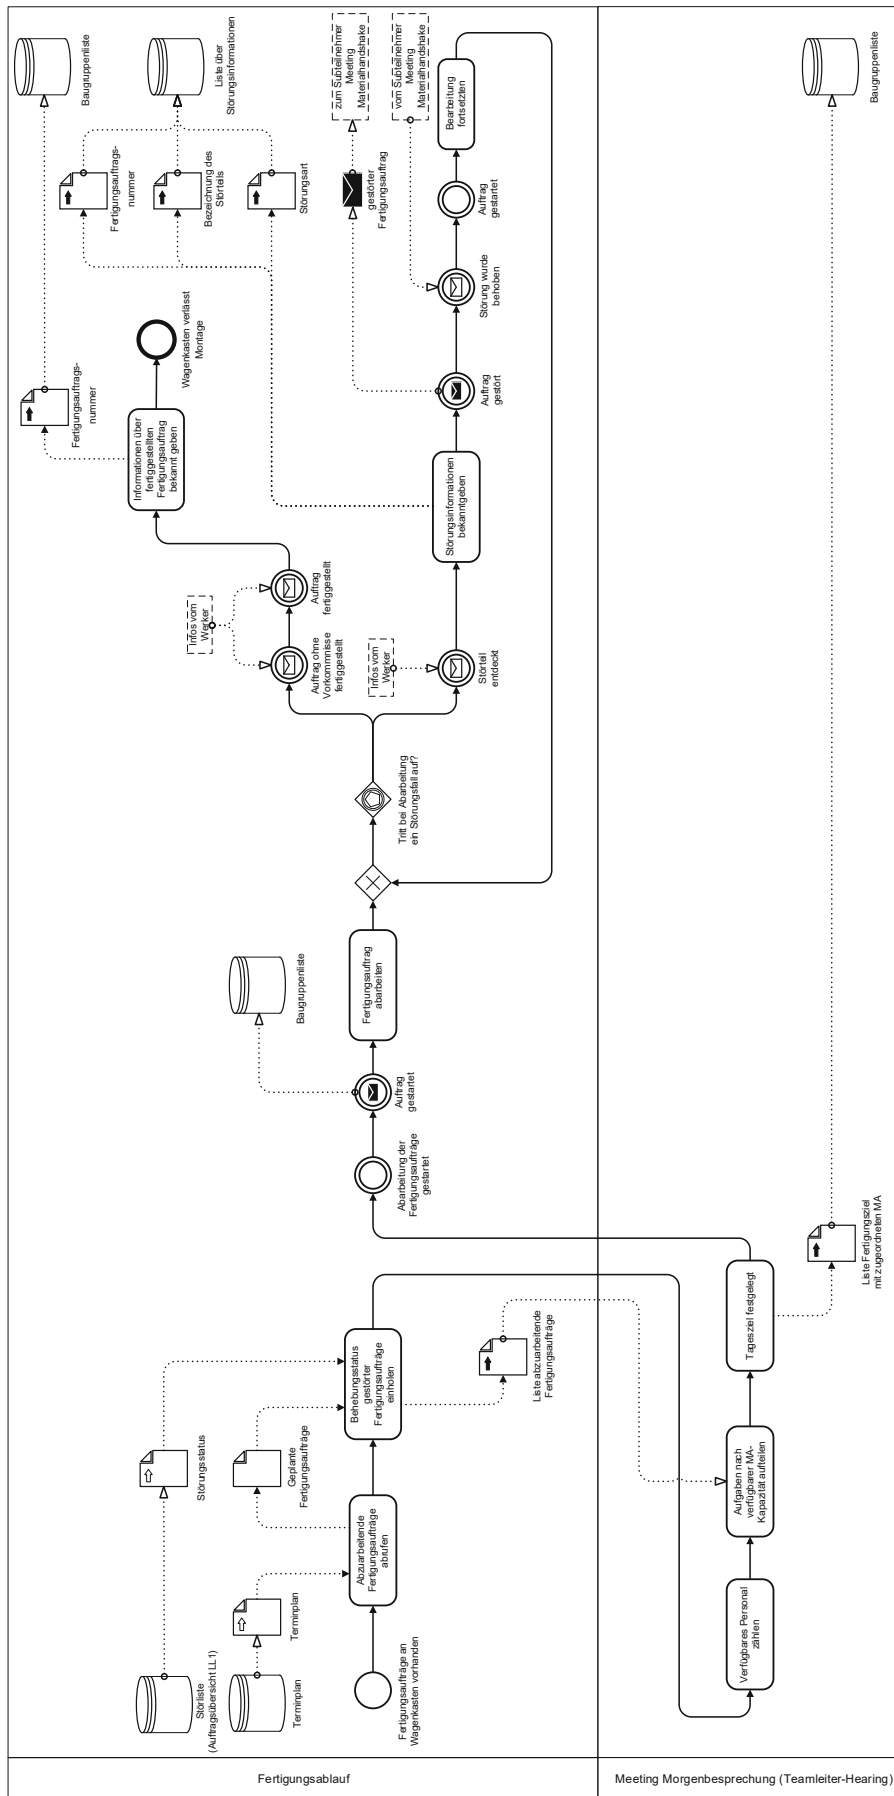 Störliste
(Auftragsübersicht LL1)
Terminplan
Fertigungsaufträge an
Wagenkasten vorhanden
Terminplan
Störungsstatus
Abzuarbeitende
Fertigungsaufträge
abrufen
Geplante
Fertigungsaufträge
Behebungsstatus
gestörter
Fertigungsaufträge
einholen
Liste abzuarbeitende
Fertigungsaufträge
Abarbeitung der
Fertigungsaufträge
gestartet
Auftrag
gestartet
Baugruppenliste
Fertigungsauftrag
abarbeiten
Tritt bei Abarbeitung
ein Störungsfall auf?
Infos vom
Werker
Auftrag ohne
Vorkommnisse
fertiggestellt
Auftrag
fertiggestellt
Informationen über
fertiggestellten
Fertigungsauftrag
bekannt geben
Fertigungsauftrags-
nummer
Wagenkasten verlässt
Montage
Baugruppenliste
Infos vom
Werker
Störteil
entdeckt
Störungsinformationen
bekanntgeben
Fertigungsauftrags-
nummer
Bezeichnung des
Störteils
Störungsart
Liste über
Störungsinformationen
Auftrag
gestört
gestörter
Fertigungsauftrag
zum Subteilnehmer
Meeting
Materialhandshake
vom Subteilnehmer
Meeting
Materialhandshake
Störung wurde
behoben
Auftrag
gestartet
Bearbeitung
fortsetzten
Fertigungsablauf
Verfügbares Personal
zählen
Aufgaben nach
verfügbarer MA-
Kapazität aufteilen
Tagesziel festgelegt
Liste Fertigungsziel
mit zugeordneten MA
Baugruppenliste
Meeting Morgenbesprechung (Teamleiter-Hearing)